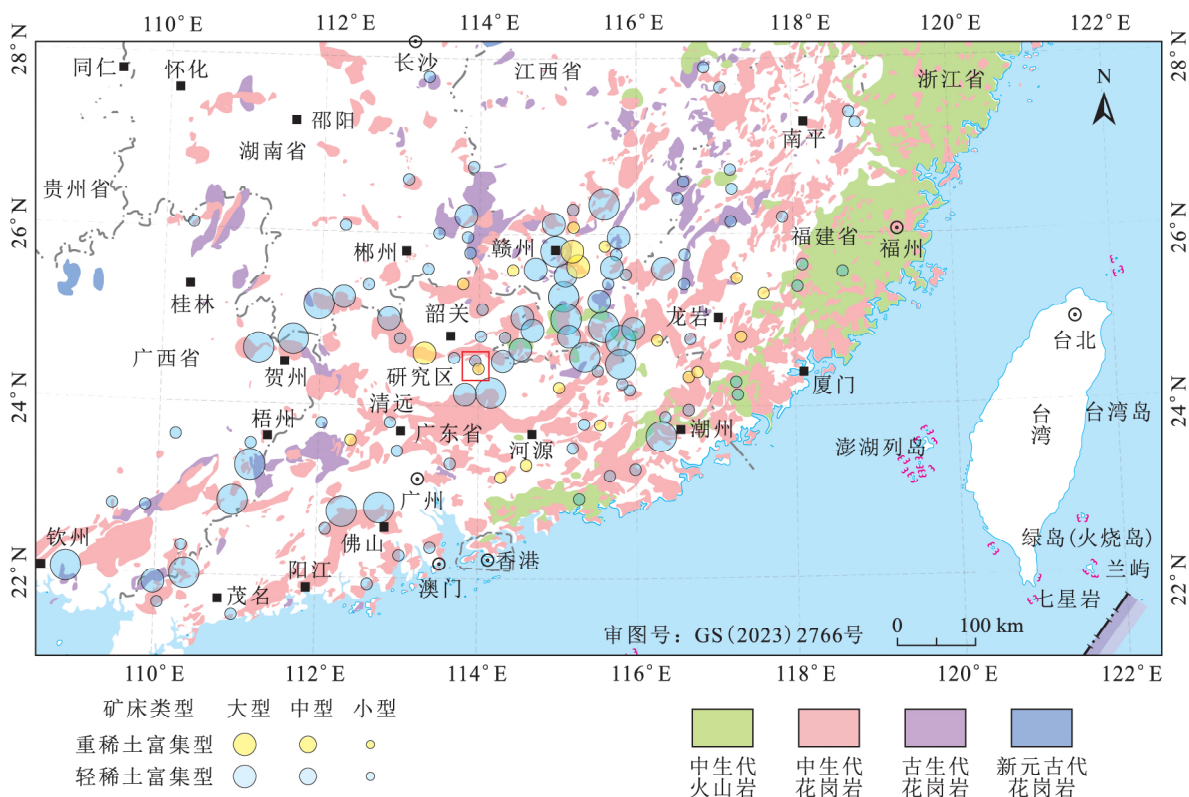 110°E 112°E 114°E 116°E 118°E 120°E 122°E
28°N 28°N
长沙
同仁 怀化 江西省 浙江省
N
邵阳 南平
湖南省
贵州省
26°N 26°N
郴州 赣州 福建省 福州
桂林
韶关 龙岩 台北
广西省
贺州 研究区 厦门
24°N 24°N
清远
梧州 广东省 潮州 台湾 台湾岛
河源 澎湖列岛
广州
钦州
佛山 绿岛(火烧岛)
香港
22°N 22°N
阳江 澳门 兰屿
茂名 七星岩
审图号：GS(2023)2766号 0 100 km
110°E 112°E 114°E 116°E 118°E 120°E 122°E
矿床类型 大型 中型 小型
重稀土富集型
轻稀土富集型
中生代 中生代 古生代 新元古代
火山岩 花岗岩 花岗岩 花岗岩